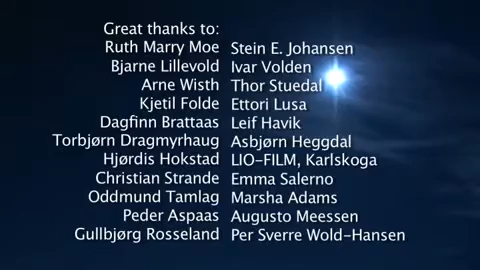 Great thanks to:
Ruth Marry Moe Stein E. Johansen
Bjarne Lillevold Ivar Volden
Arne Wisth Thor Stuedal
Kjetil Folde Ettori Lusa
Dagfinn Brattaas Leif Havik
Torbjørn Dragmyrhaug Asbjørn Heggdal
Hjørdis Hokstad LIO-FILM, Karlskoga
Christian Strande Emma Salerno
Oddmund Tamlag Marsha Adams
Peder Aspaas Augusto Meessen
Gullbjørg Rosseland Per Sverre Wold-Hansen